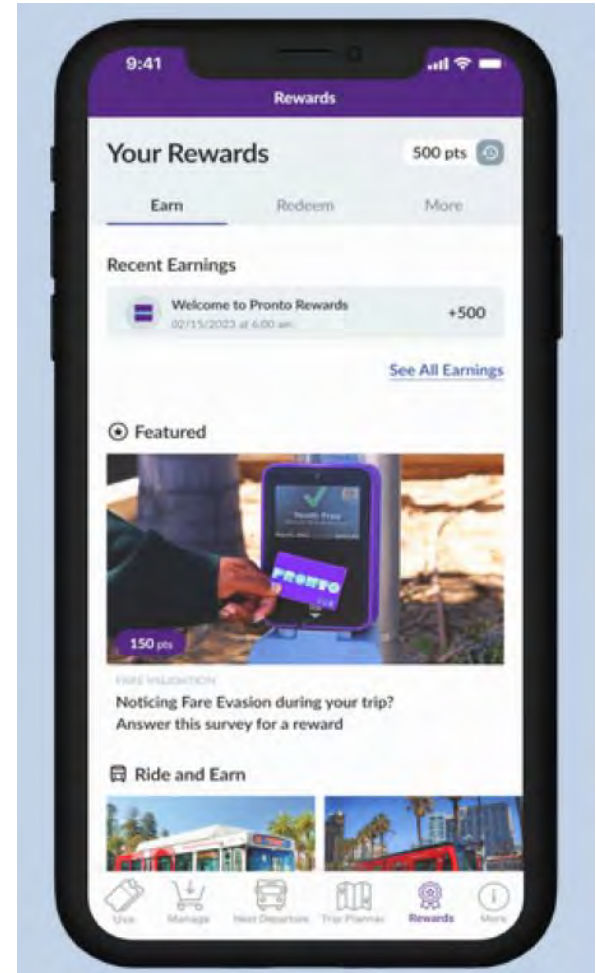 9:41
Rewards
Your Rewards
500 pts
Earn
Redeem
More
Recent Earnings
Welcome to Pronto Rewards
02/15/2023 at 6:00 am
+500
See All Earnings
Featured
Youth Free
PRONTO
150 pts
FARE VALIDATION
Noticing Fare Evasion during your trip?
Answer this survey for a reward
Ride and Earn
Use
Manage
Next Departure
Trip Planner
Rewards
More